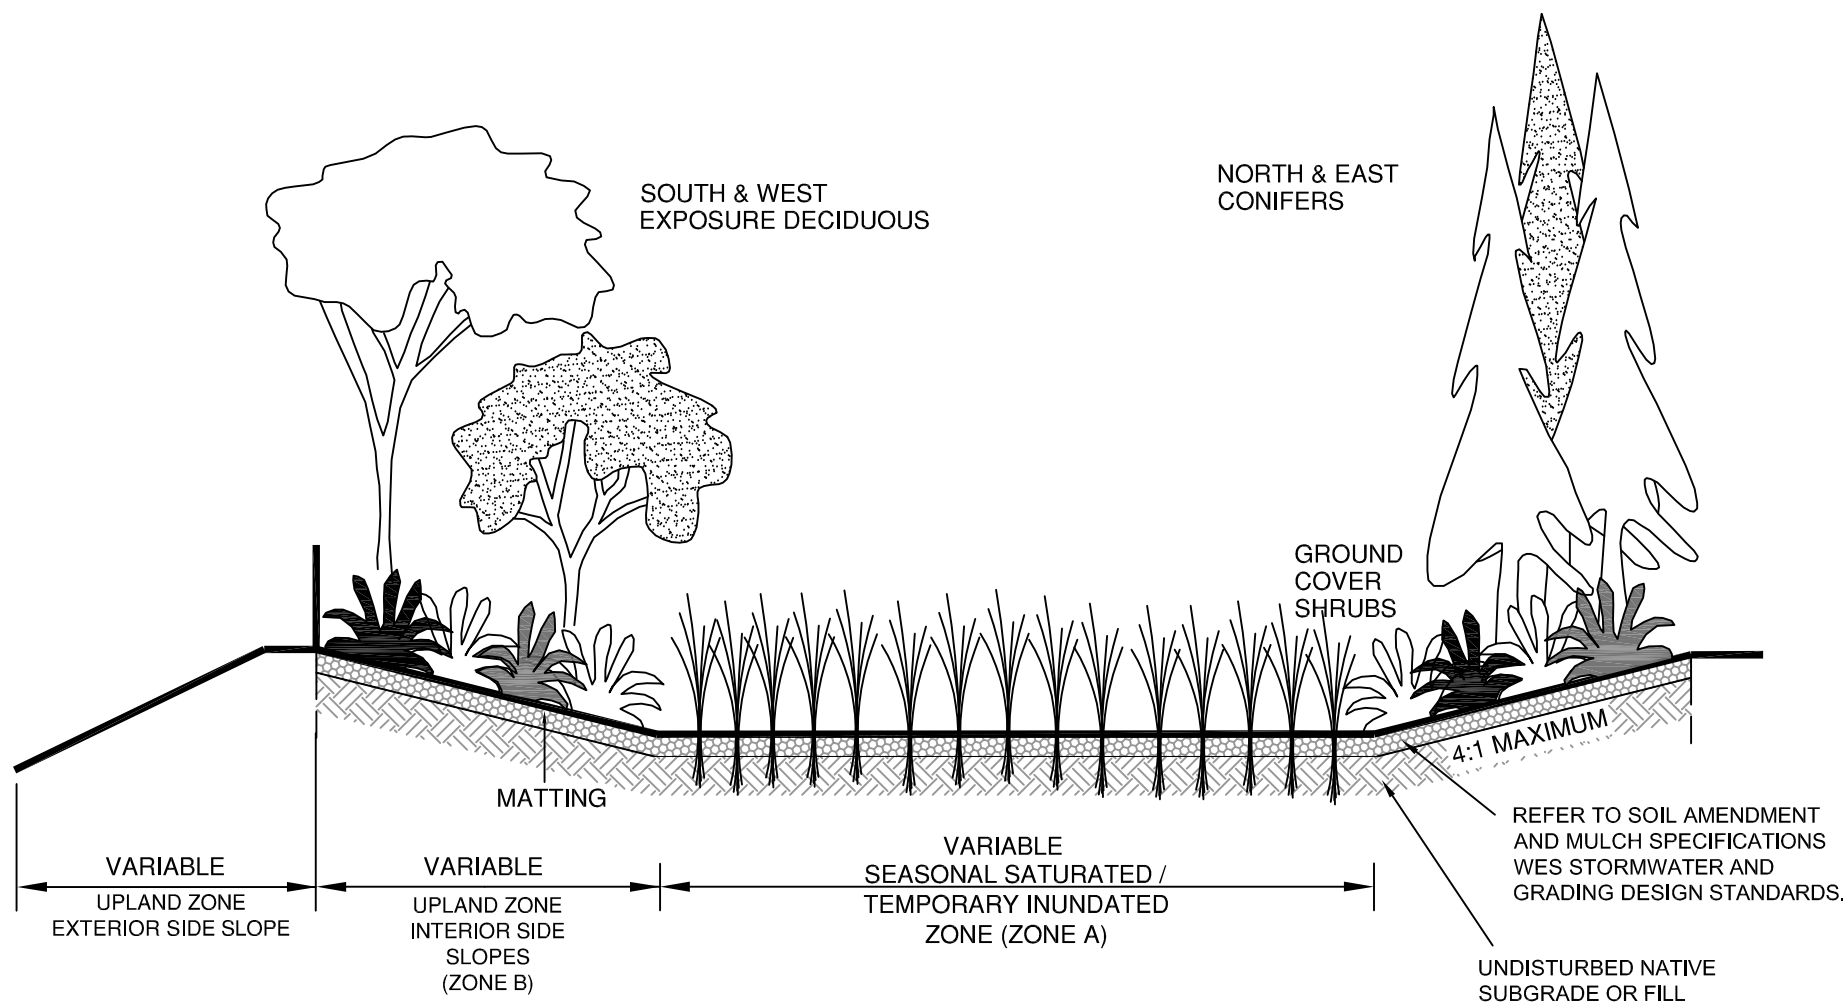 SOUTH & WEST
EXPOSURE DECIDUOUS
NORTH & EAST
CONIFERS
GROUND
COVER
SHRUBS
4:1 MAXIMUM
MATTING
REFER TO SOIL AMENDMENT
AND MULCH SPECIFICATIONS
WES STORMWATER AND
GRADING DESIGN STANDARDS.
VARIABLE
UPLAND ZONE
EXTERIOR SIDE SLOPE
VARIABLE
UPLAND ZONE
INTERIOR SIDE
SLOPES
(ZONE B)
VARIABLE
SEASONAL SATURATED /
TEMPORARY INUNDATED
ZONE (ZONE A)
UNDISTURBED NATIVE
SUBGRADE OR FILL